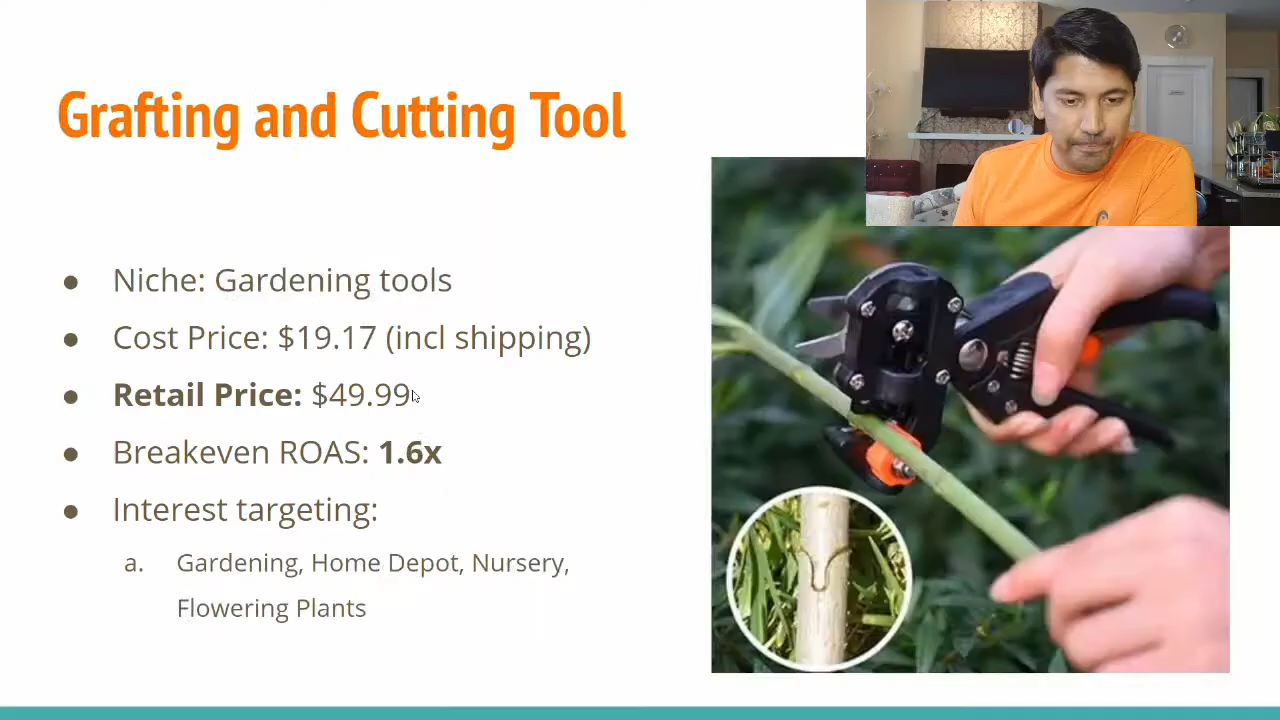 Grafting and Cutting Tool
● Niche: Gardening tools
● Cost Price: $19.17 (incl shipping)
● Retail Price: $49.99
● Breakeven ROAS: 1.6x
● Interest targeting:
a. Gardening, Home Depot, Nursery,
Flowering Plants